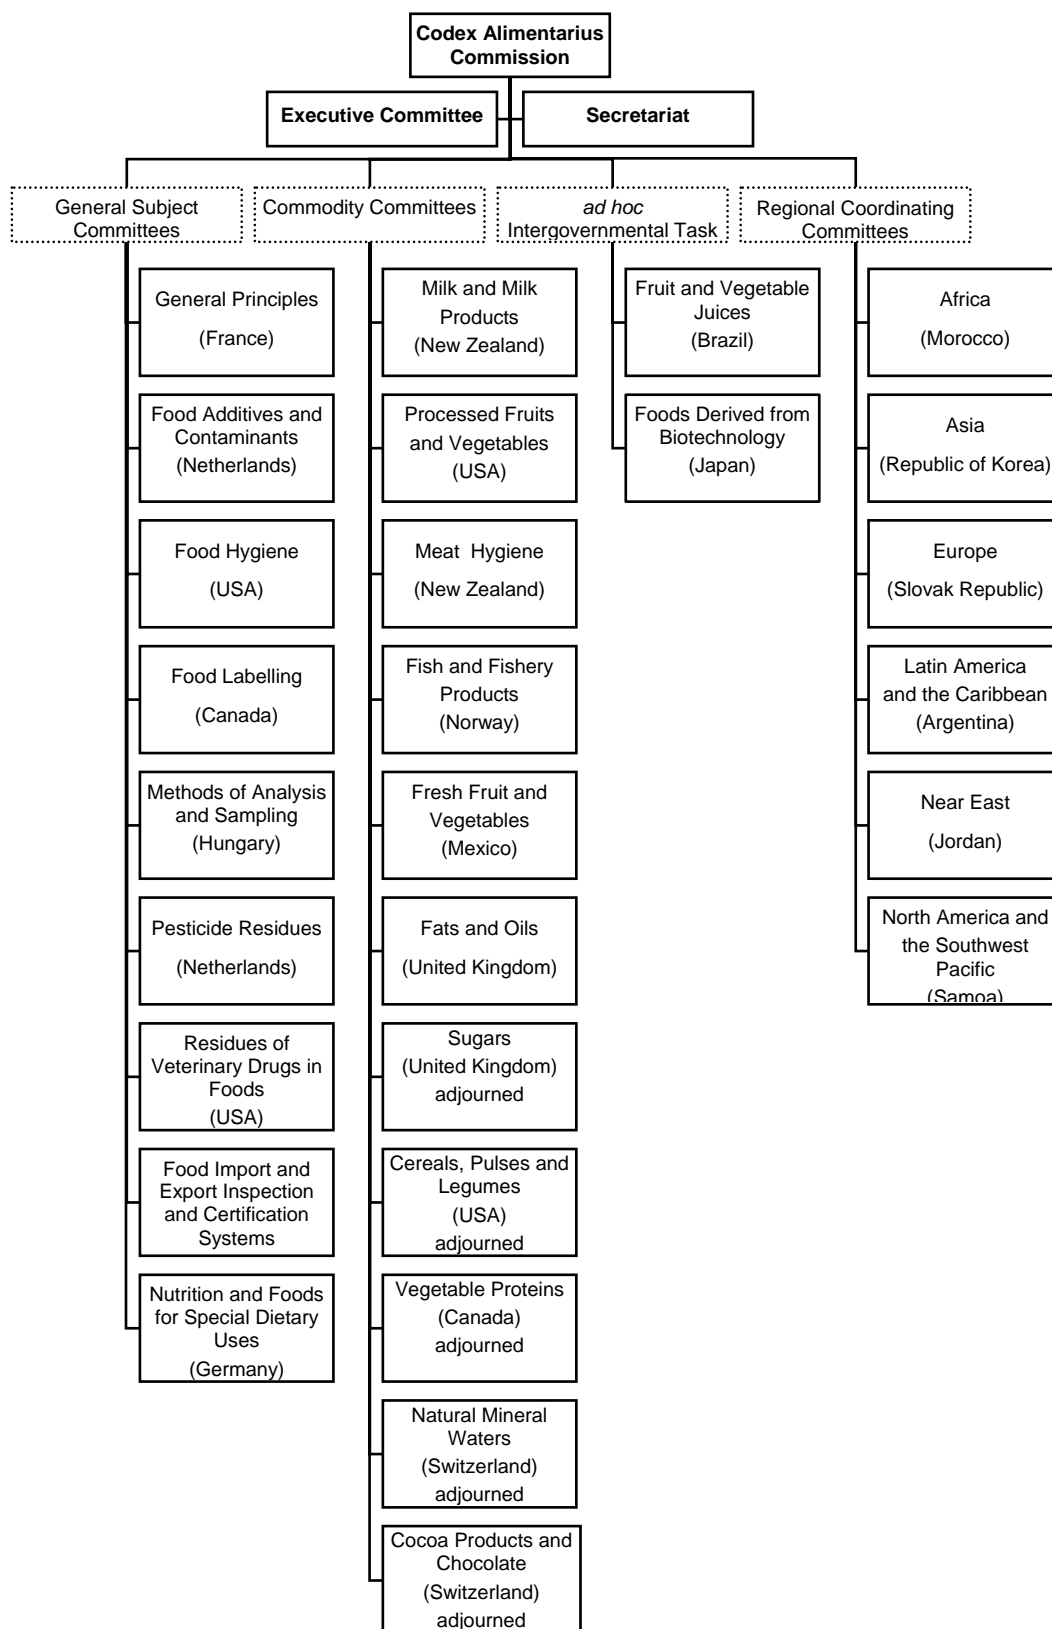 Codex Alimentarius
Commission
Executive Committee
Secretariat
General Subject
Committees
Commodity Committees
ad hoc
Intergovernmental Task
Regional Coordinating
Committees
General Principles
(France)
Food Additives and
Contaminants
(Netherlands)
Food Hygiene
(USA)
Food Labelling
(Canada)
Methods of Analysis
and Sampling
(Hungary)
Pesticide Residues
(Netherlands)
Residues of
Veterinary Drugs in
Foods
(USA)
Food Import and
Export Inspection
and Certification
Systems
Nutrition and Foods
for Special Dietary
Uses
(Germany)
Milk and Milk
Products
(New Zealand)
Processed Fruits
and Vegetables
(USA)
Meat Hygiene
(New Zealand)
Fish and Fishery
Products
(Norway)
Fresh Fruit and
Vegetables
(Mexico)
Fats and Oils
(United Kingdom)
Sugars
(United Kingdom)
adjourned
Cereals, Pulses and
Legumes
(USA)
adjourned
Vegetable Proteins
(Canada)
adjourned
Natural Mineral
Waters
(Switzerland)
adjourned
Cocoa Products and
Chocolate
(Switzerland)
adjourned
Fruit and Vegetable
Juices
(Brazil)
Foods Derived from
Biotechnology
(Japan)
Africa
(Morocco)
Asia
(Republic of Korea)
Europe
(Slovak Republic)
Latin America
and the Caribbean
(Argentina)
Near East
(Jordan)
North America and
the Southwest
Pacific
(Samoa)